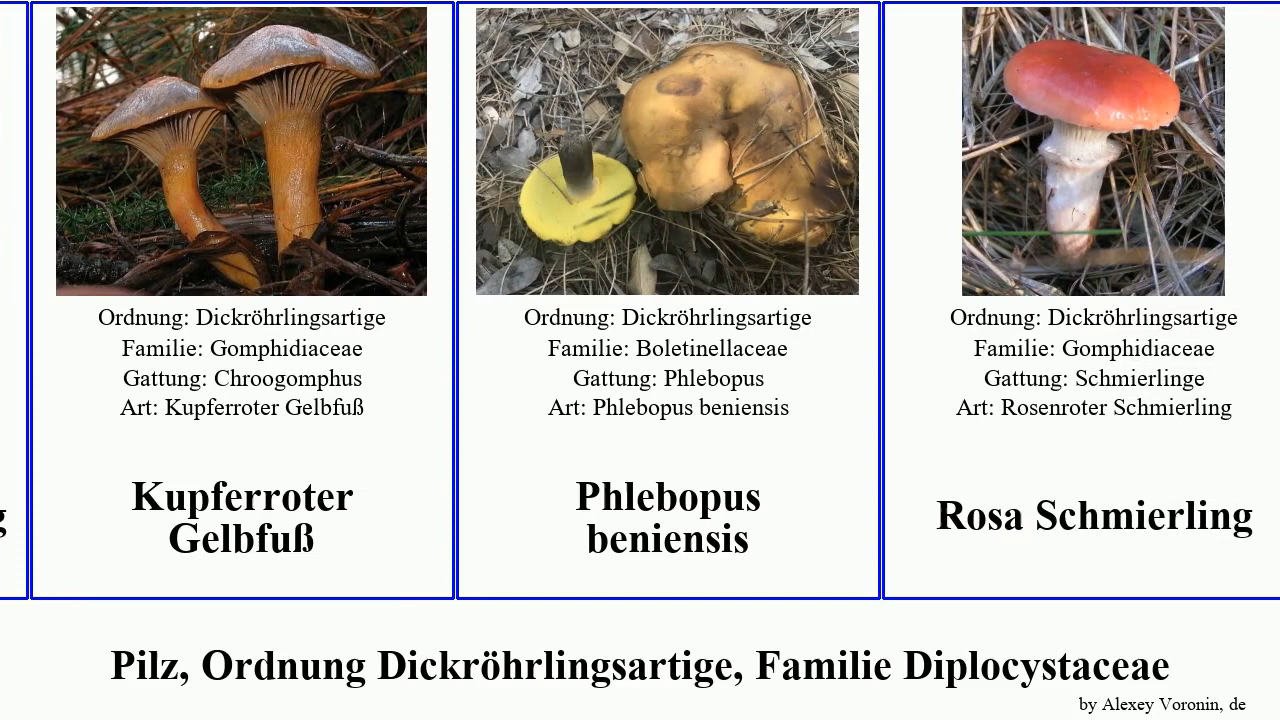 Ordnung: Dickröhrlingsartige
Familie: Gomphidiaceae
Gattung: Chroogomphus
Art: Kupferroter Gelbfuß
Kupferroter
Gelbfuß
Ordnung: Dickröhrlingsartige
Familie: Boletinellaceae
Gattung: Phlebopus
Art: Phlebopus beniensis
Phlebopus
beniensis
Ordnung: Dickröhrlingsartige
Familie: Gomphidiaceae
Gattung: Schmierlinge
Art: Rosenroter Schmierling
Rosa Schmierling
Pilz, Ordnung Dickröhrlingsartige, Familie Diplocystaceae
by Alexey Voronin, de